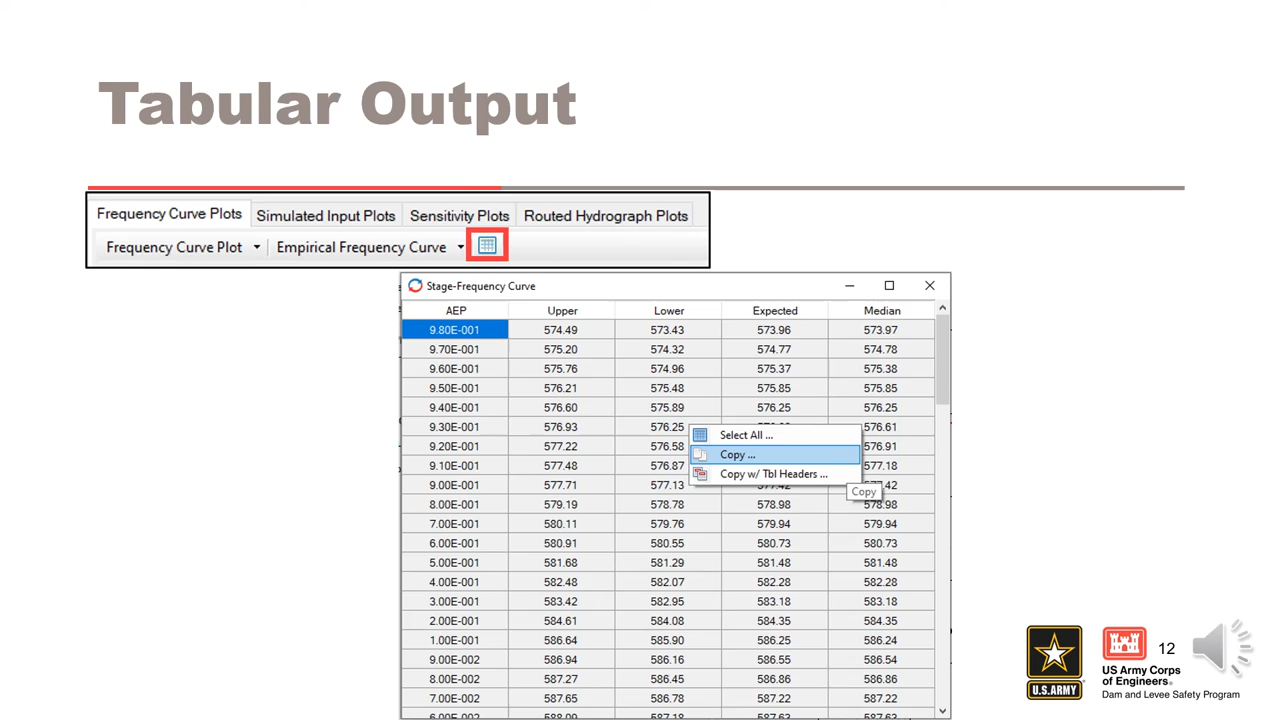 Tabular Output
Frequency Curve Plots Simulated Input Plots Sensitivity Plots Routed Hydrograph Plots
Frequency Curve Plot Empirical Frequency Curve
Stage-Frequency Curve
AEP Upper Lower Expected Median
9.80E-001 574.49 573.43 573.96 573.97
9.70E-001 575.20 574.32 574.77 574.78
9.60E-001 575.76 574.96 575.37 575.38
9.50E-001 576.21 575.48 575.85 575.85
9.40E-001 576.60 575.89 576.25 576.25
9.30E-001 576.93 576.25 576.61
Select All ...
9.20E-001 577.22 576.58 576.91
Copy ...
9.10E-001 577.48 576.87 577.18
Copy w/ Tbl Headers ...
9.00E-001 577.71 577.13
Copy
8.00E-001 579.19 578.78 578.98 578.98
7.00E-001 580.11 579.76 579.94 579.94
6.00E-001 580.91 580.55 580.73 580.73
5.00E-001 581.68 581.29 581.48 581.48
4.00E-001 582.48 582.07 582.28 582.28
3.00E-001 583.42 582.95 583.18 583.18
2.00E-001 584.61 584.08 584.35 584.35
1.00E-001 586.64 585.90 586.25 586.24
9.00E-002 586.94 586.16 586.55 586.54
8.00E-002 587.27 586.45 586.86 586.86
7.00E-002 587.65 586.78 587.22 587.22
6.00E-002 588.09 587.18 587.63 587.63
U.S.ARMY
US Army Corps
of Engineers®
Dam and Levee Safety Program
12